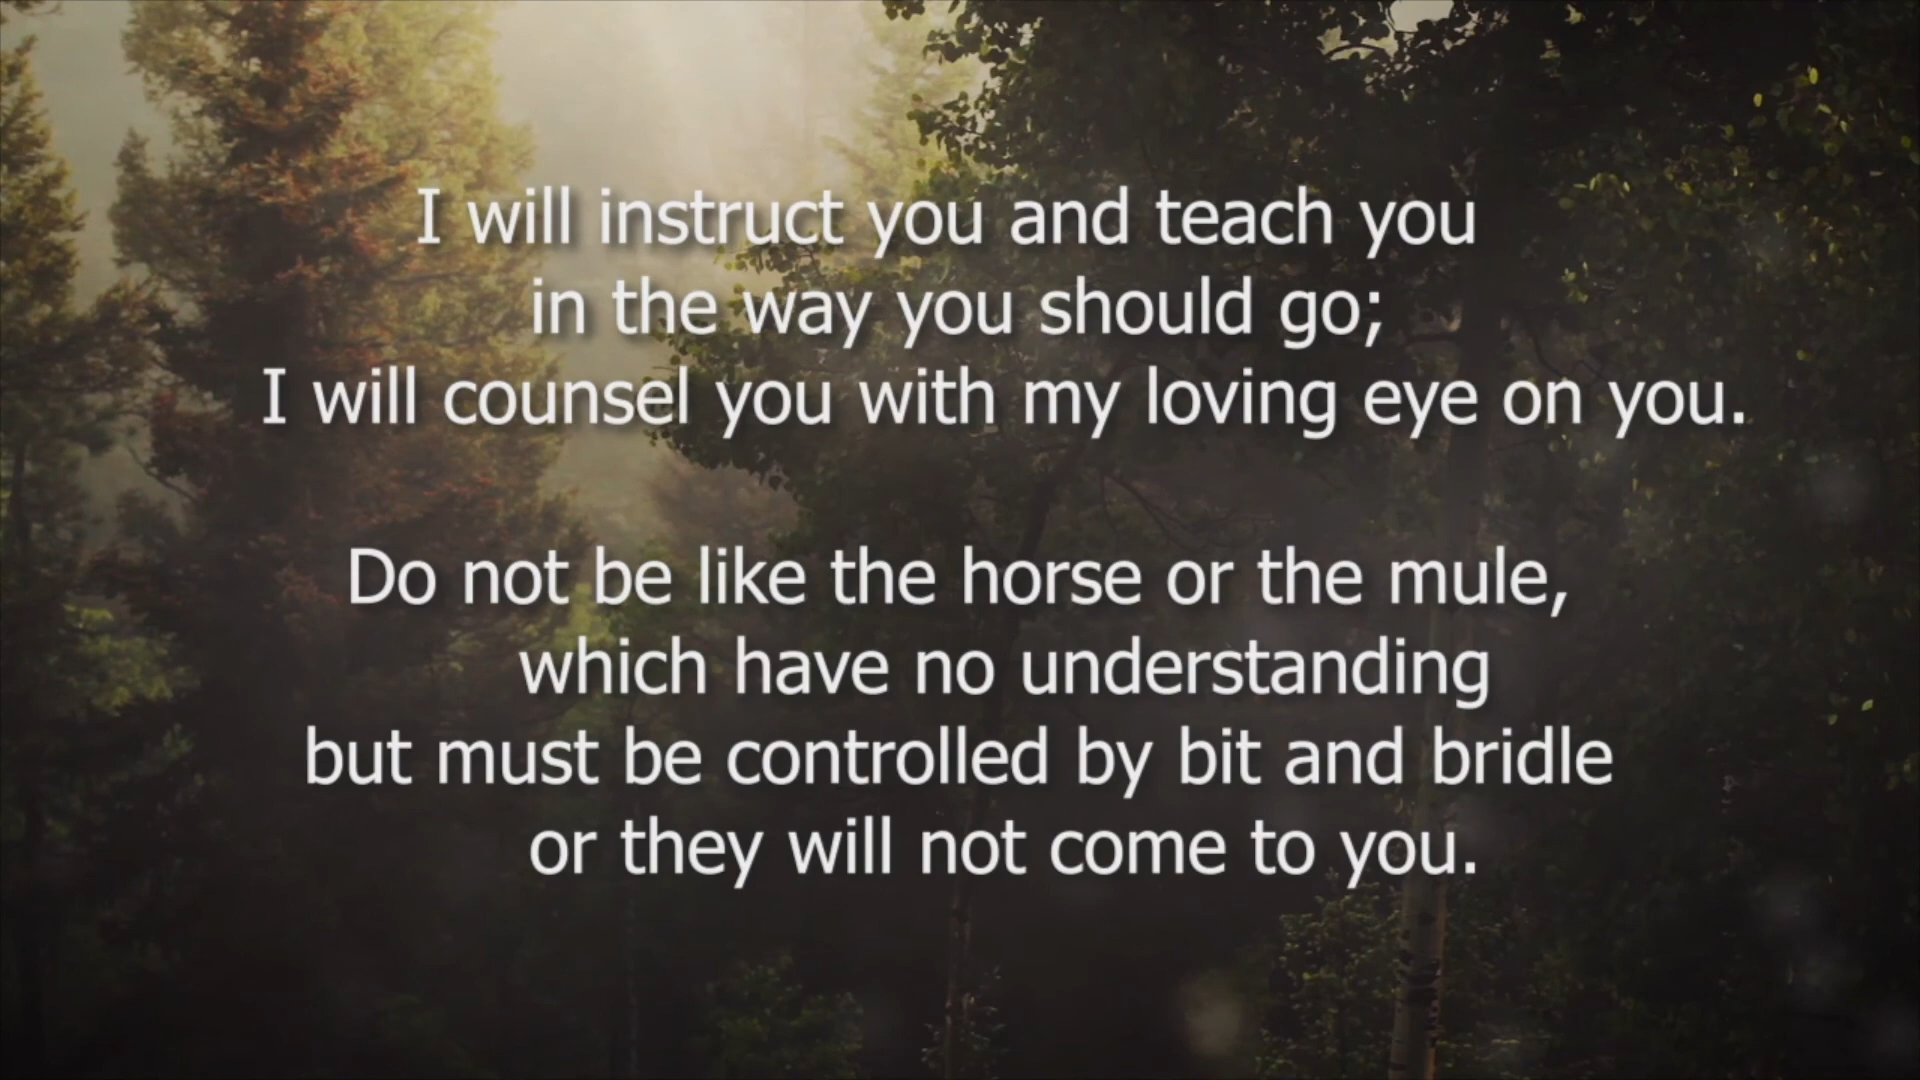 I will instruct you and teach you
in the way you should go;
I will counsel you with my loving eye on you.
Do not be like the horse or the mule,
which have no understanding
but must be controlled by bit and bridle
or they will not come to you.